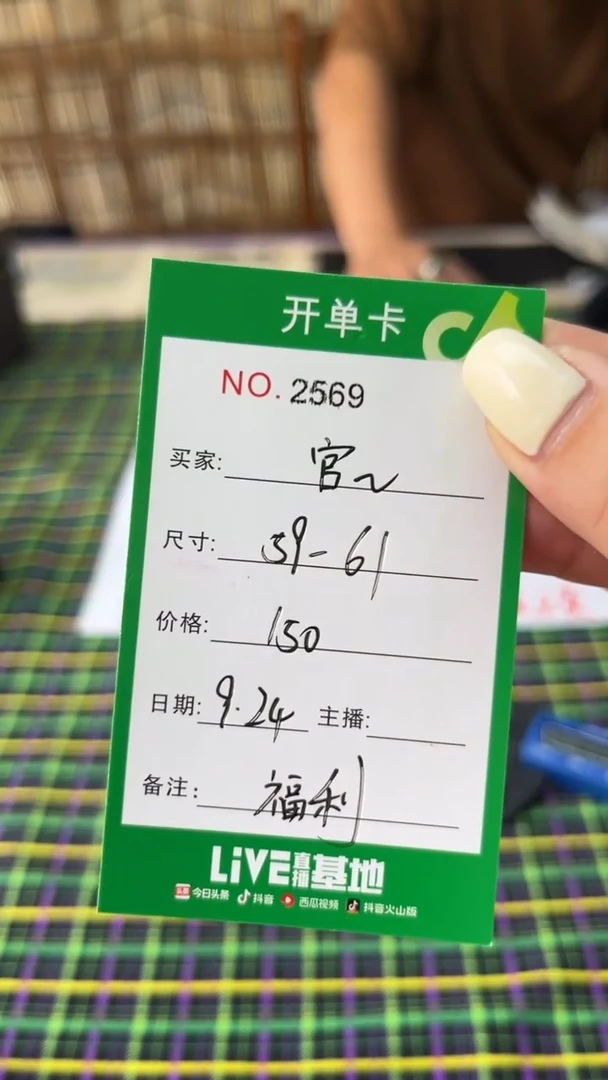 开单卡
NO. 2569
买家: 官~
尺寸: 59-61
价格: 150
日期: 9.24 主播:
备注: 福利
LiVE直播基地
头条 今日头条 抖音 西瓜视频 抖音火山版